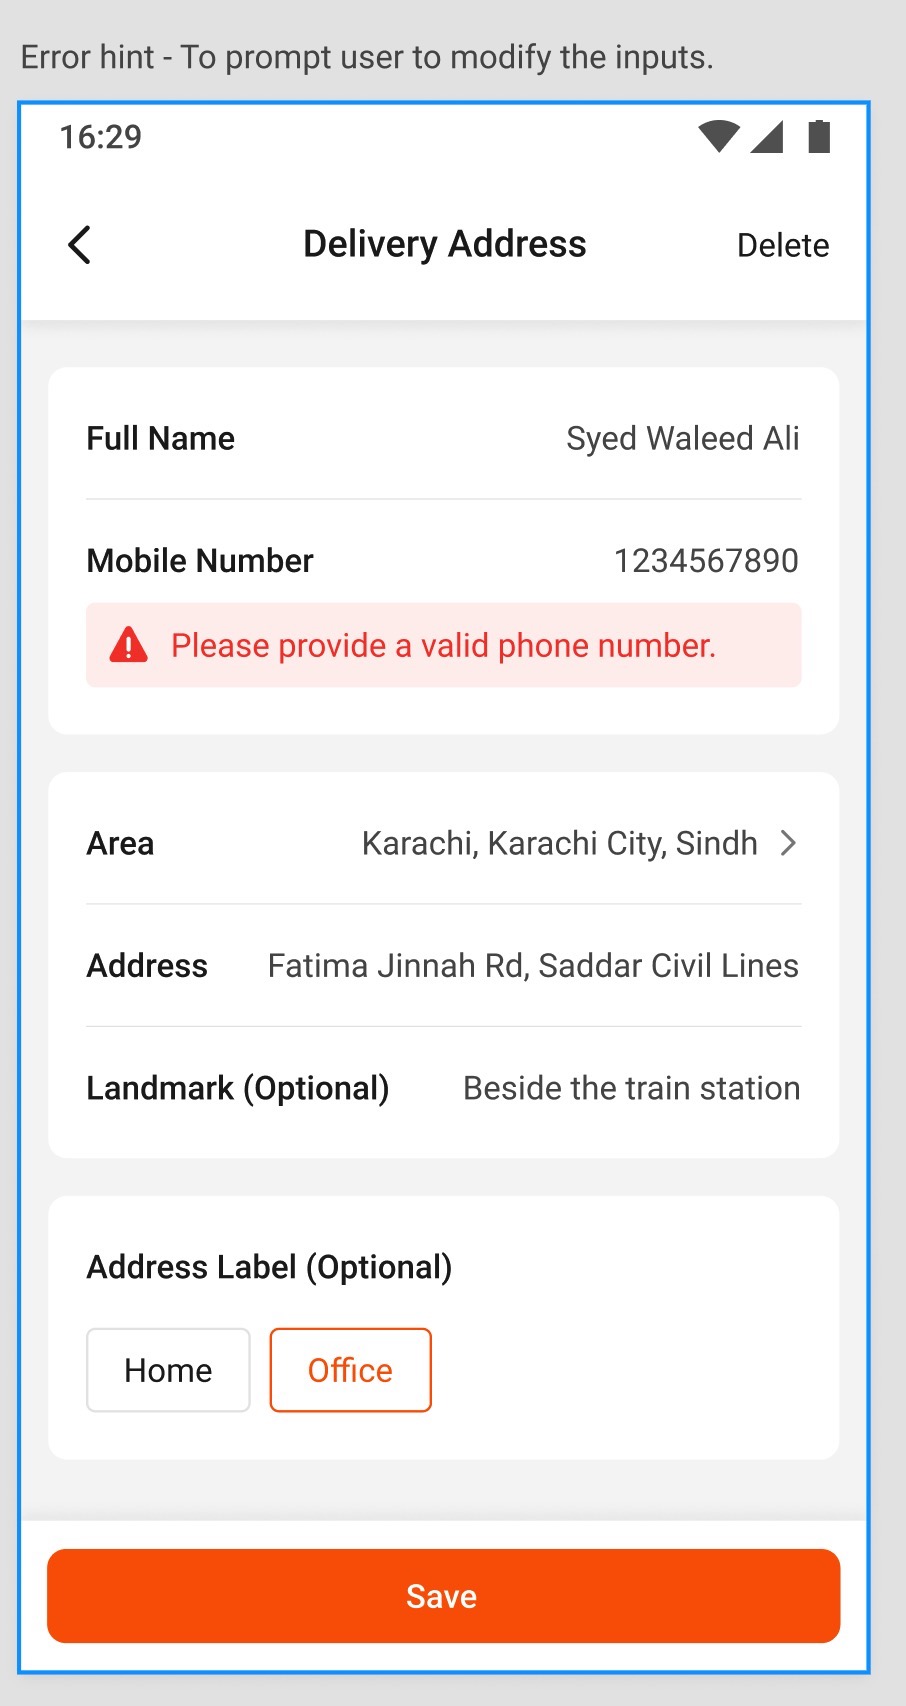 Error hint - To prompt user to modify the inputs.
16:29
Delivery Address
Delete
Full Name
Syed Waleed Ali
Mobile Number
1234567890
Please provide a valid phone number.
Area
Karachi, Karachi City, Sindh
Address
Fatima Jinnah Rd, Saddar Civil Lines
Landmark (Optional)
Beside the train station
Address Label (Optional)
Home
Office
Save